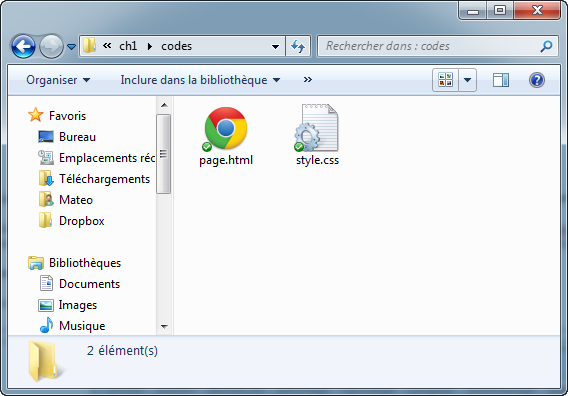 « ch1 ▸ codes
Rechercher dans : codes
Organiser ▾ Inclure dans la bibliothèque ▾ »
Favoris
Bureau
Emplacements réc
Téléchargements
Mateo
Dropbox
Bibliothèques
Documents
Images
Musique
page.html
style.css
2 élément(s)